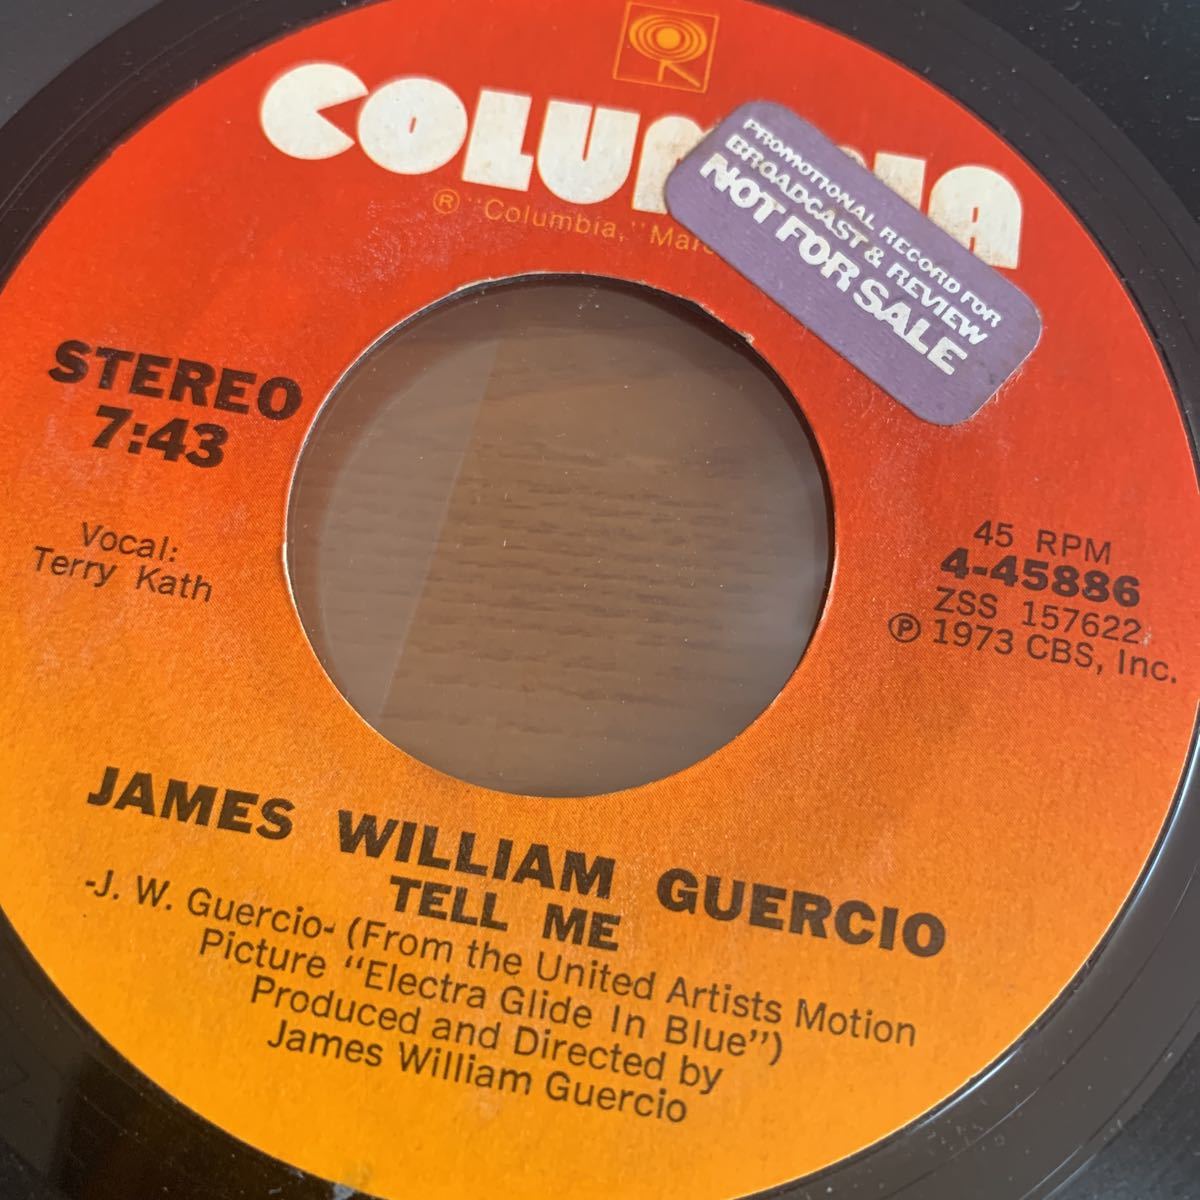 COLUMBIA
® "Columbia,"
PROMOTIONAL RECORD FOR
BROADCAST & REVIEW
NOT FOR SALE
STEREO
7:43
Vocal:
Terry Kath
45 RPM
4-45886
ZSS 157622
Ⓟ 1973 CBS, Inc.
JAMES WILLIAM GUERCIO
TELL ME
-J. W. Guercio- (From the United Artists Motion
Picture "Electra Glide In Blue")
Produced and Directed by
James William Guercio